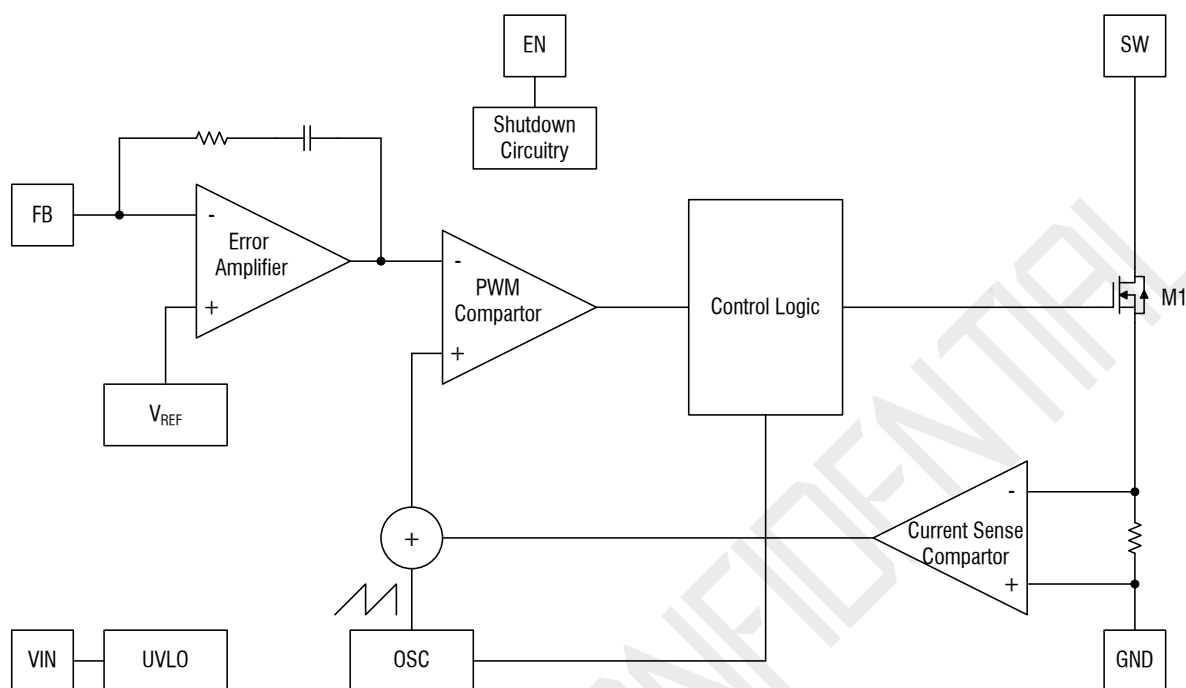 EN
SW
Shutdown
Circuitry
FB
-
Error
Amplifier
+
-
PWM
Compartor
+
Control Logic
M1
VREF
-
Current Sense
Compartor
+
+
VIN
UVLO
OSC
GND